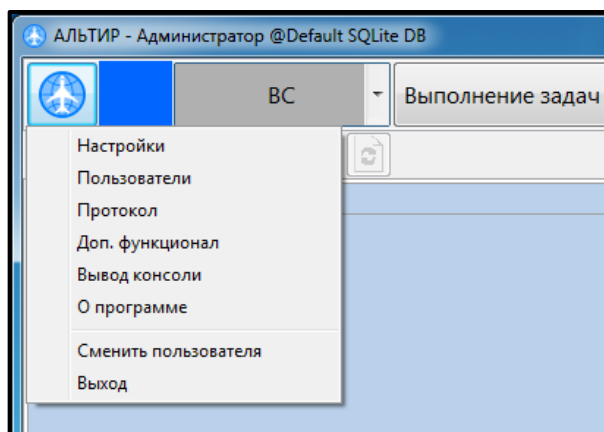 АЛЬТИР - Администратор @Default SQLite DB
ВС
Выполнение задач
Настройки
Пользователи
Протокол
Доп. функционал
Вывод консоли
О программе
Сменить пользователя
Выход